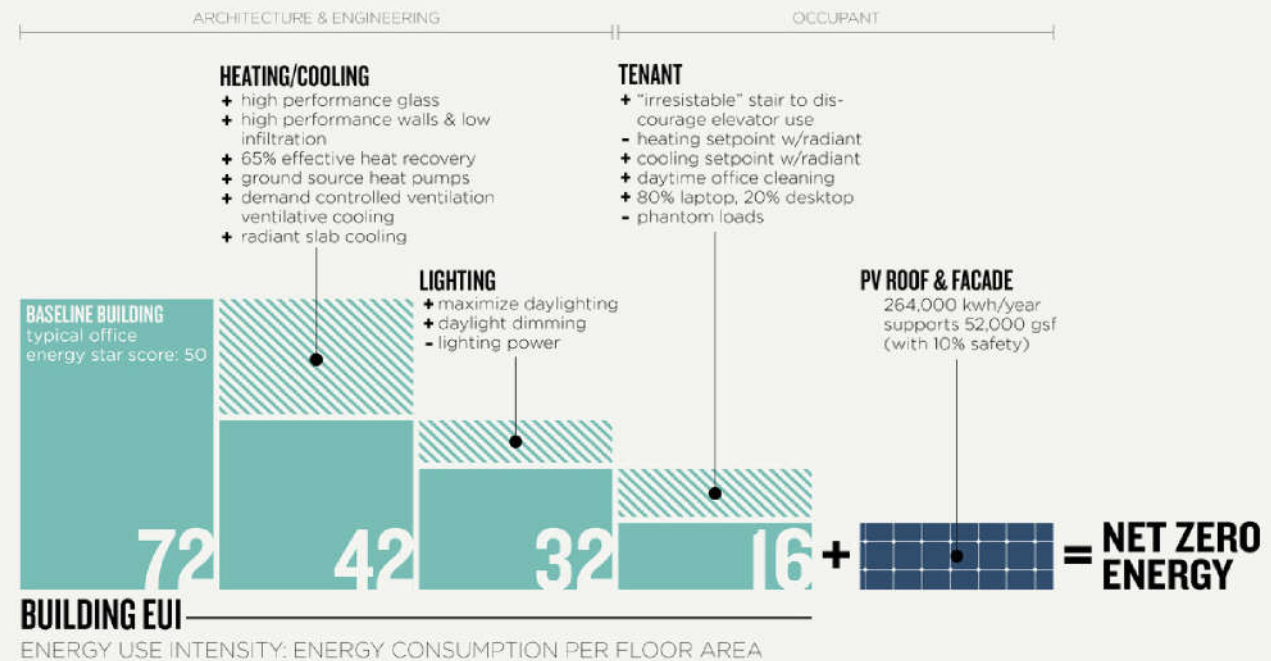 ARCHITECTURE & ENGINEERING
OCCUPANT
HEATING/COOLING
+ high performance glass
+ high performance walls & low
infiltration
+ 65% effective heat recovery
+ ground source heat pumps
+ demand controlled ventilation
ventilative cooling
+ radiant slab cooling
TENANT
+ “irresistable” stair to dis-
courage elevator use
- heating setpoint w/radiant
+ cooling setpoint w/radiant
+ daytime office cleaning
+ 80% laptop, 20% desktop
- phantom loads
LIGHTING
+ maximize daylighting
+ daylight dimming
- lighting power
PV ROOF & FACADE
264,000 kwh/year
supports 52,000 gsf
(with 10% safety)
BASELINE BUILDING
typical office
energy star score: 50
72
42
32
16
+
= NET ZERO
ENERGY
BUILDING EUI
ENERGY USE INTENSITY: ENERGY CONSUMPTION PER FLOOR AREA